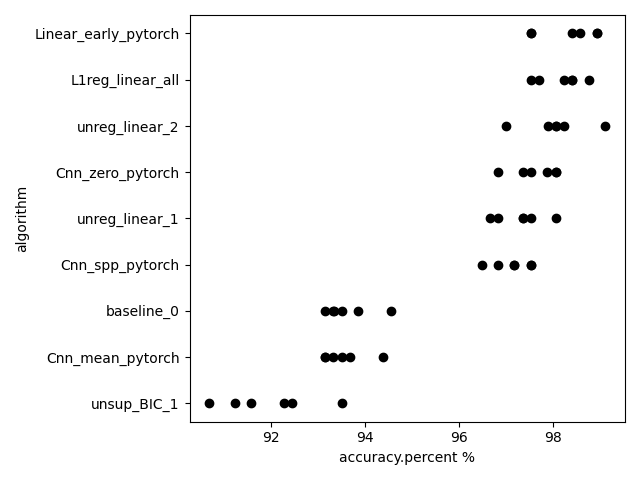 Linear_early_pytorch
L1reg_linear_all
unreg_linear_2
Cnn_zero_pytorch
unreg_linear_1
Cnn_spp_pytorch
baseline_0
Cnn_mean_pytorch
unsup_BIC_1
algorithm
92 94 96 98
accuracy.percent %